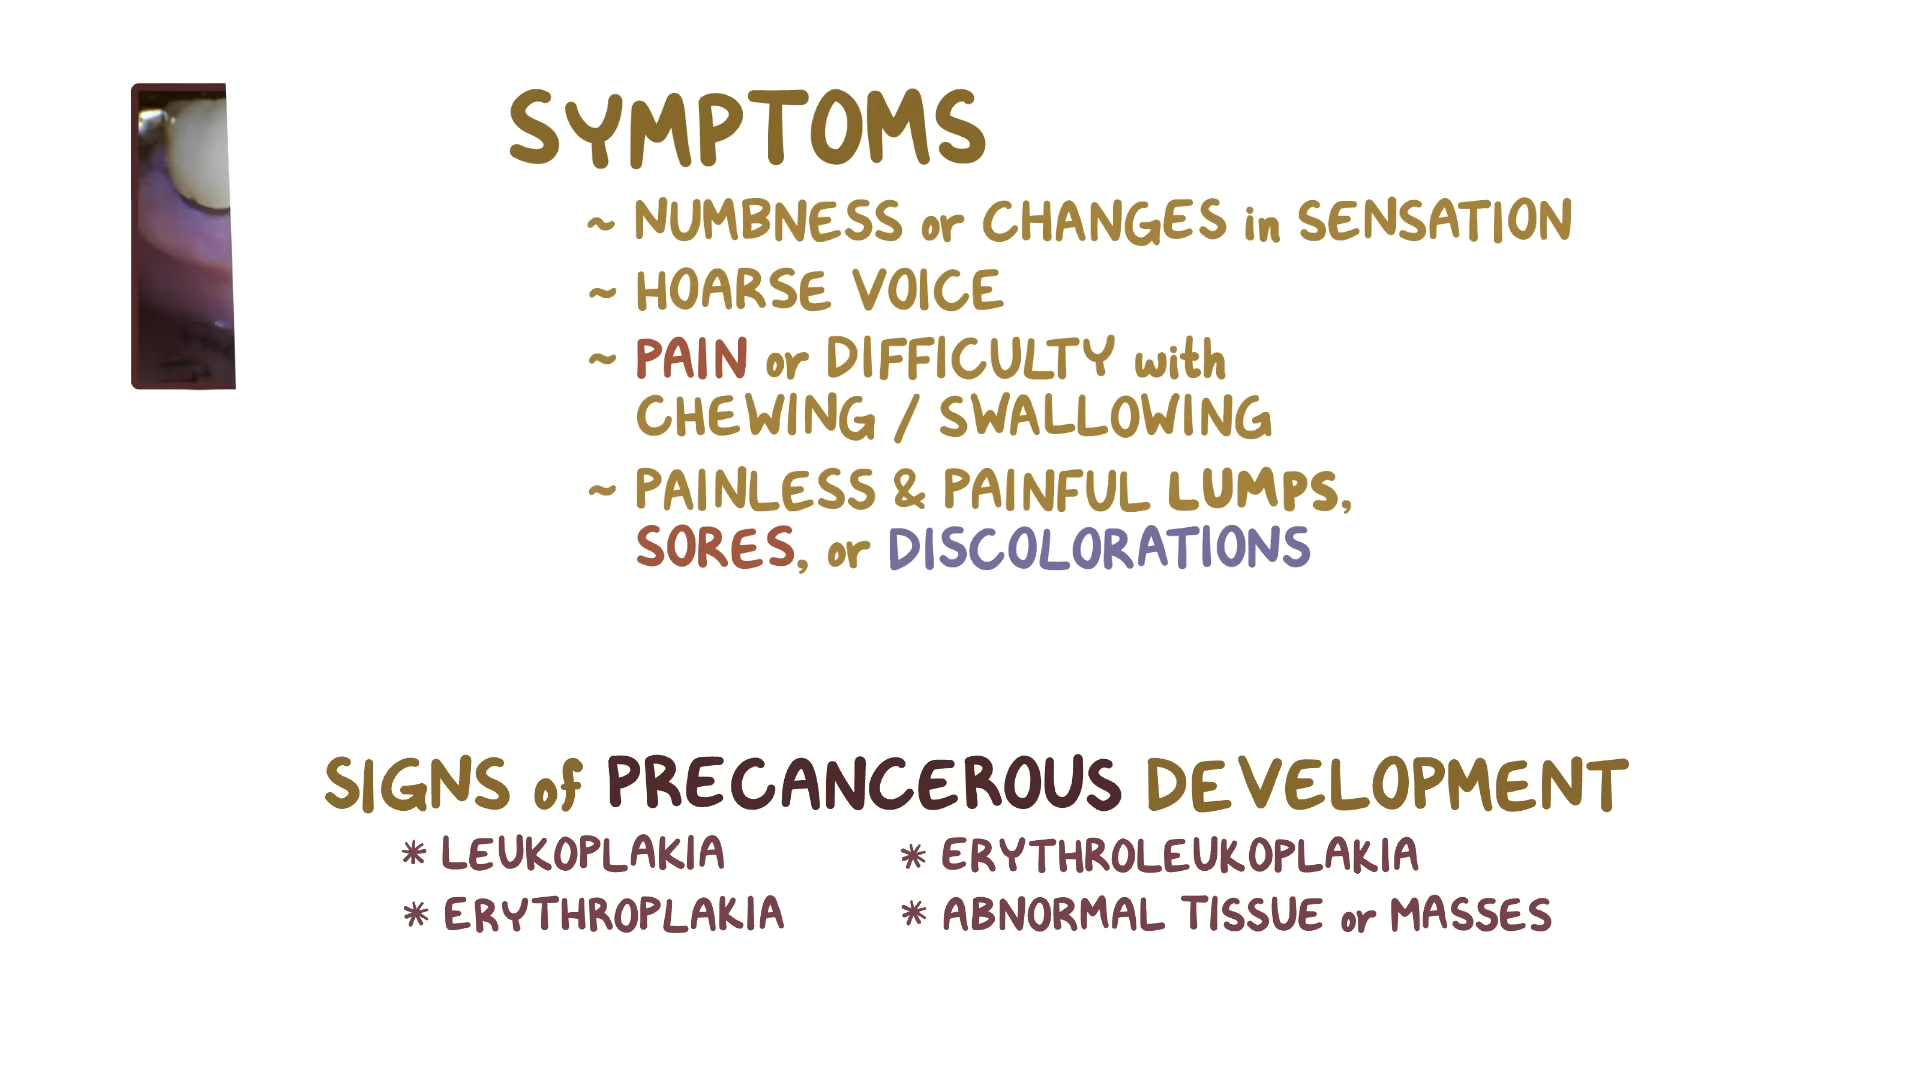 SYMPTOMS
~ NUMBNESS or CHANGES in SENSATION
~ HOARSE VOICE
~ PAIN or DIFFICULTY with
CHEWING / SWALLOWING
~ PAINLESS & PAINFUL LUMPS,
SORES, or DISCOLORATIONS
SIGNS of PRECANCEROUS DEVELOPMENT
* LEUKOPLAKIA
* ERYTHROPLAKIA
* ERYTHROLEUKOPLAKIA
* ABNORMAL TISSUE or MASSES